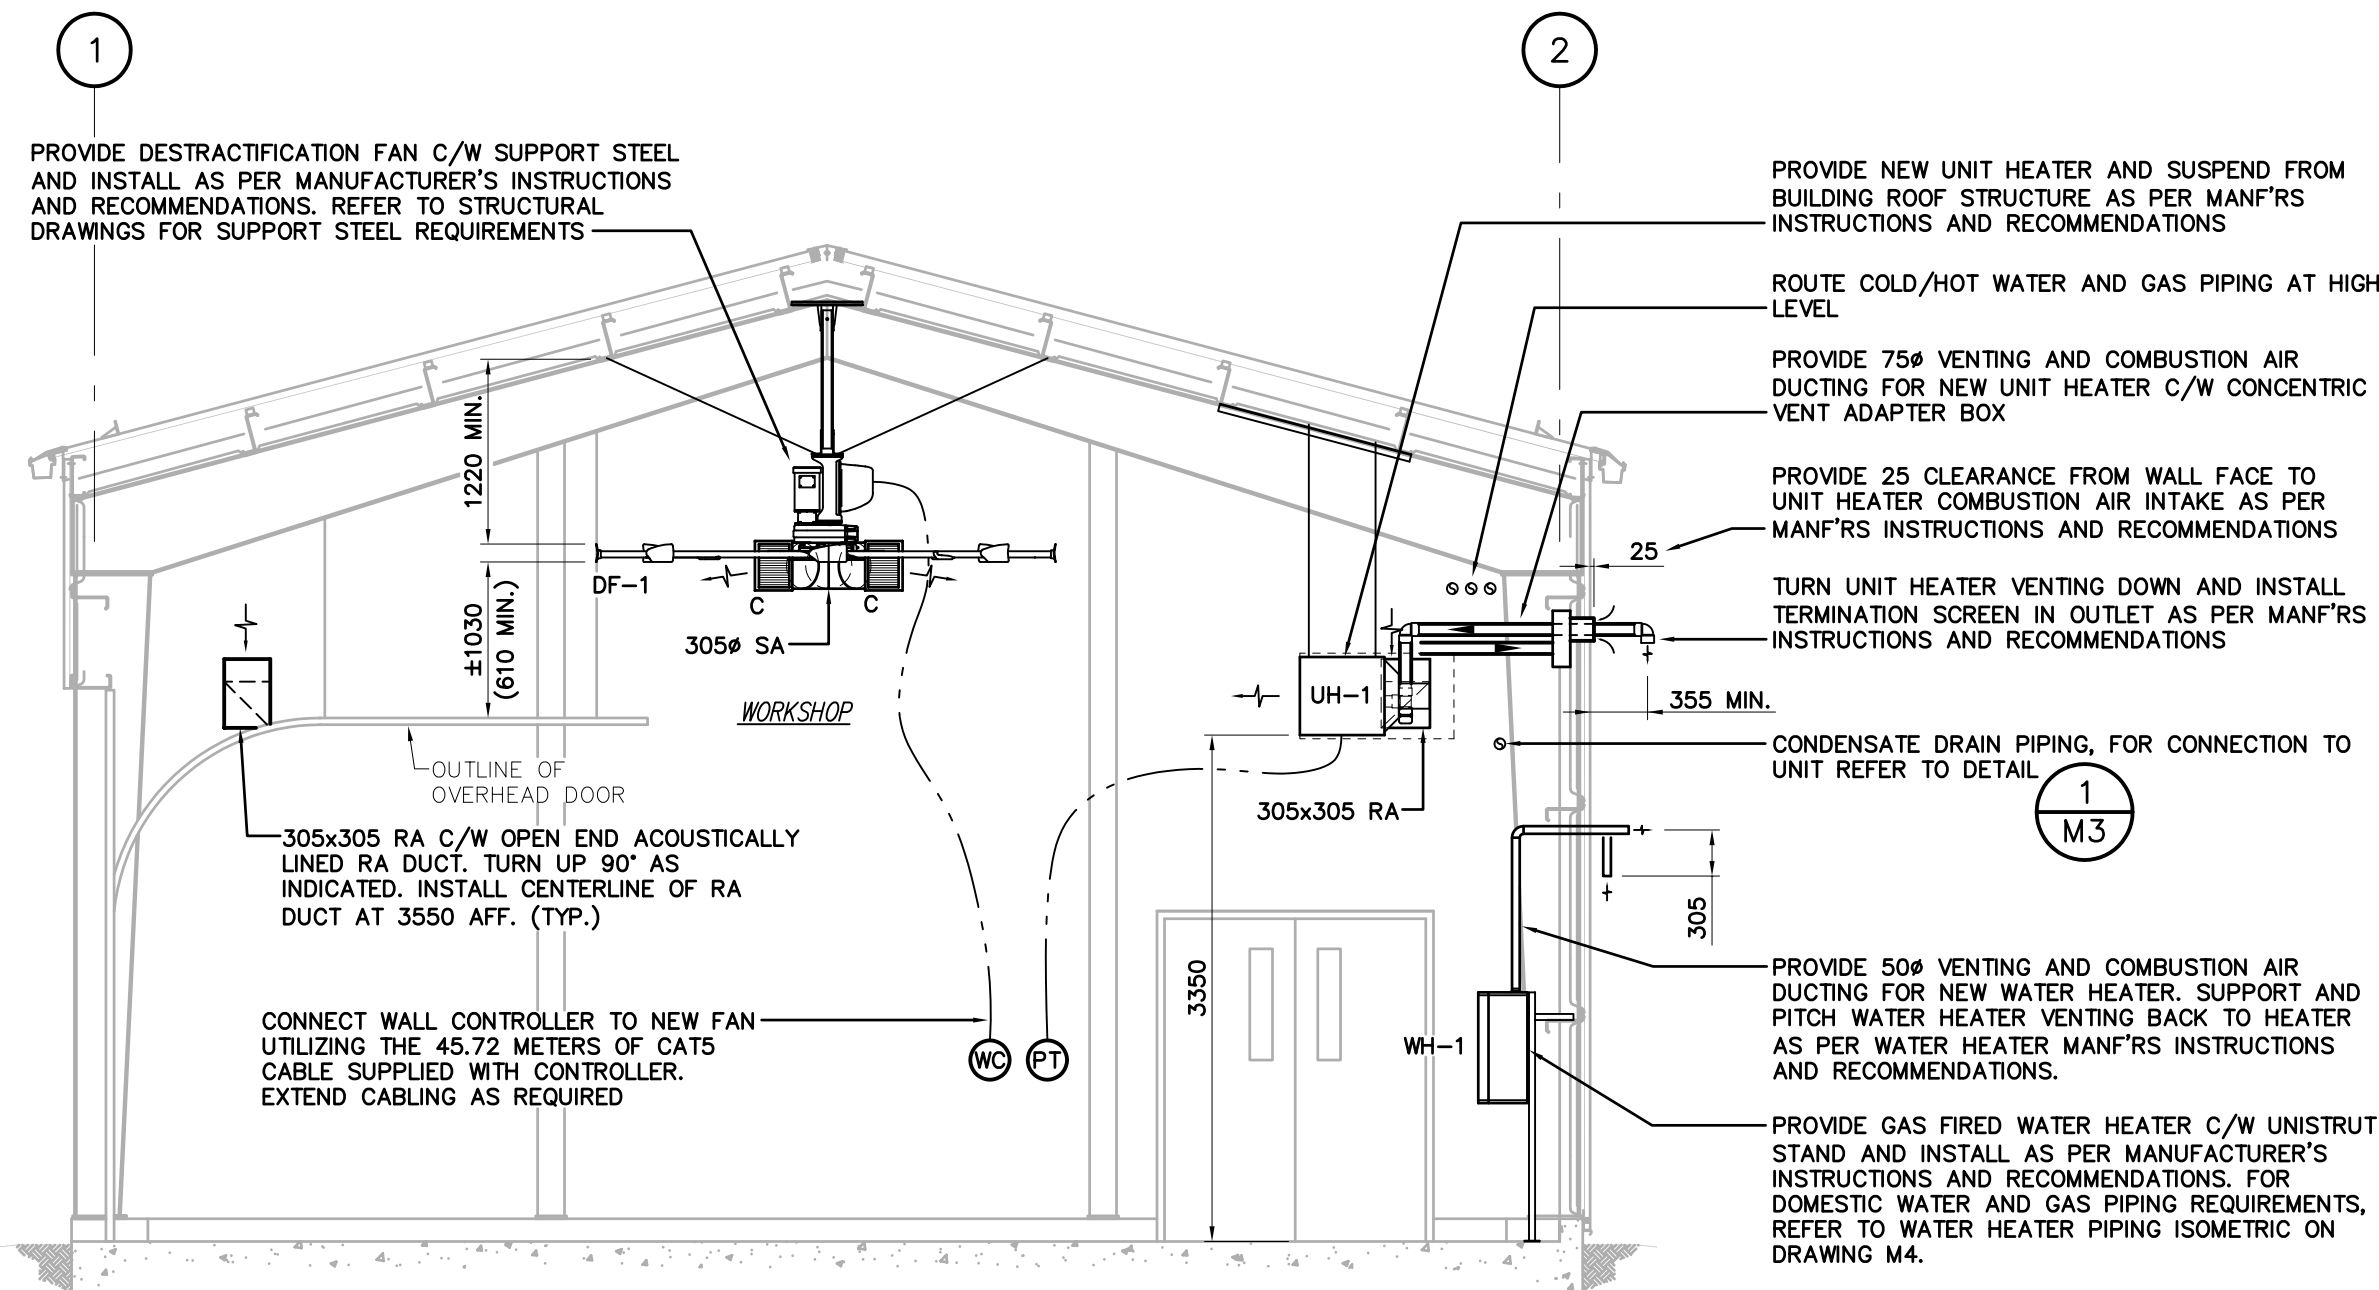 1
2
PROVIDE DESTRACTIFICATION FAN C/W SUPPORT STEEL
AND INSTALL AS PER MANUFACTURER'S INSTRUCTIONS
AND RECOMMENDATIONS. REFER TO STRUCTURAL
DRAWINGS FOR SUPPORT STEEL REQUIREMENTS
PROVIDE NEW UNIT HEATER AND SUSPEND FROM
BUILDING ROOF STRUCTURE AS PER MANF'RS
INSTRUCTIONS AND RECOMMENDATIONS
ROUTE COLD/HOT WATER AND GAS PIPING AT HIGH
LEVEL
PROVIDE 75ø VENTING AND COMBUSTION AIR
DUCTING FOR NEW UNIT HEATER C/W CONCENTRIC
VENT ADAPTER BOX
PROVIDE 25 CLEARANCE FROM WALL FACE TO
UNIT HEATER COMBUSTION AIR INTAKE AS PER
MANF'RS INSTRUCTIONS AND RECOMMENDATIONS
25
TURN UNIT HEATER VENTING DOWN AND INSTALL
TERMINATION SCREEN IN OUTLET AS PER MANF'RS
INSTRUCTIONS AND RECOMMENDATIONS
1220 MIN.
DF-1
C
C
±1030
(610 MIN.)
305ø SA
WORKSHOP
UH-1
355 MIN.
CONDENSATE DRAIN PIPING, FOR CONNECTION TO
UNIT REFER TO DETAIL
1
M3
OUTLINE OF
OVERHEAD DOOR
305x305 RA
305x305 RA C/W OPEN END ACOUSTICALLY
LINED RA DUCT. TURN UP 90° AS
INDICATED. INSTALL CENTERLINE OF RA
DUCT AT 3550 AFF. (TYP.)
305
3350
PROVIDE 50ø VENTING AND COMBUSTION AIR
DUCTING FOR NEW WATER HEATER. SUPPORT AND
PITCH WATER HEATER VENTING BACK TO HEATER
AS PER WATER HEATER MANF'RS INSTRUCTIONS
AND RECOMMENDATIONS.
CONNECT WALL CONTROLLER TO NEW FAN
UTILIZING THE 45.72 METERS OF CAT5
CABLE SUPPLIED WITH CONTROLLER.
EXTEND CABLING AS REQUIRED
WC
PT
WH-1
PROVIDE GAS FIRED WATER HEATER C/W UNISTRUT
STAND AND INSTALL AS PER MANUFACTURER'S
INSTRUCTIONS AND RECOMMENDATIONS. FOR
DOMESTIC WATER AND GAS PIPING REQUIREMENTS,
REFER TO WATER HEATER PIPING ISOMETRIC ON
DRAWING M4.